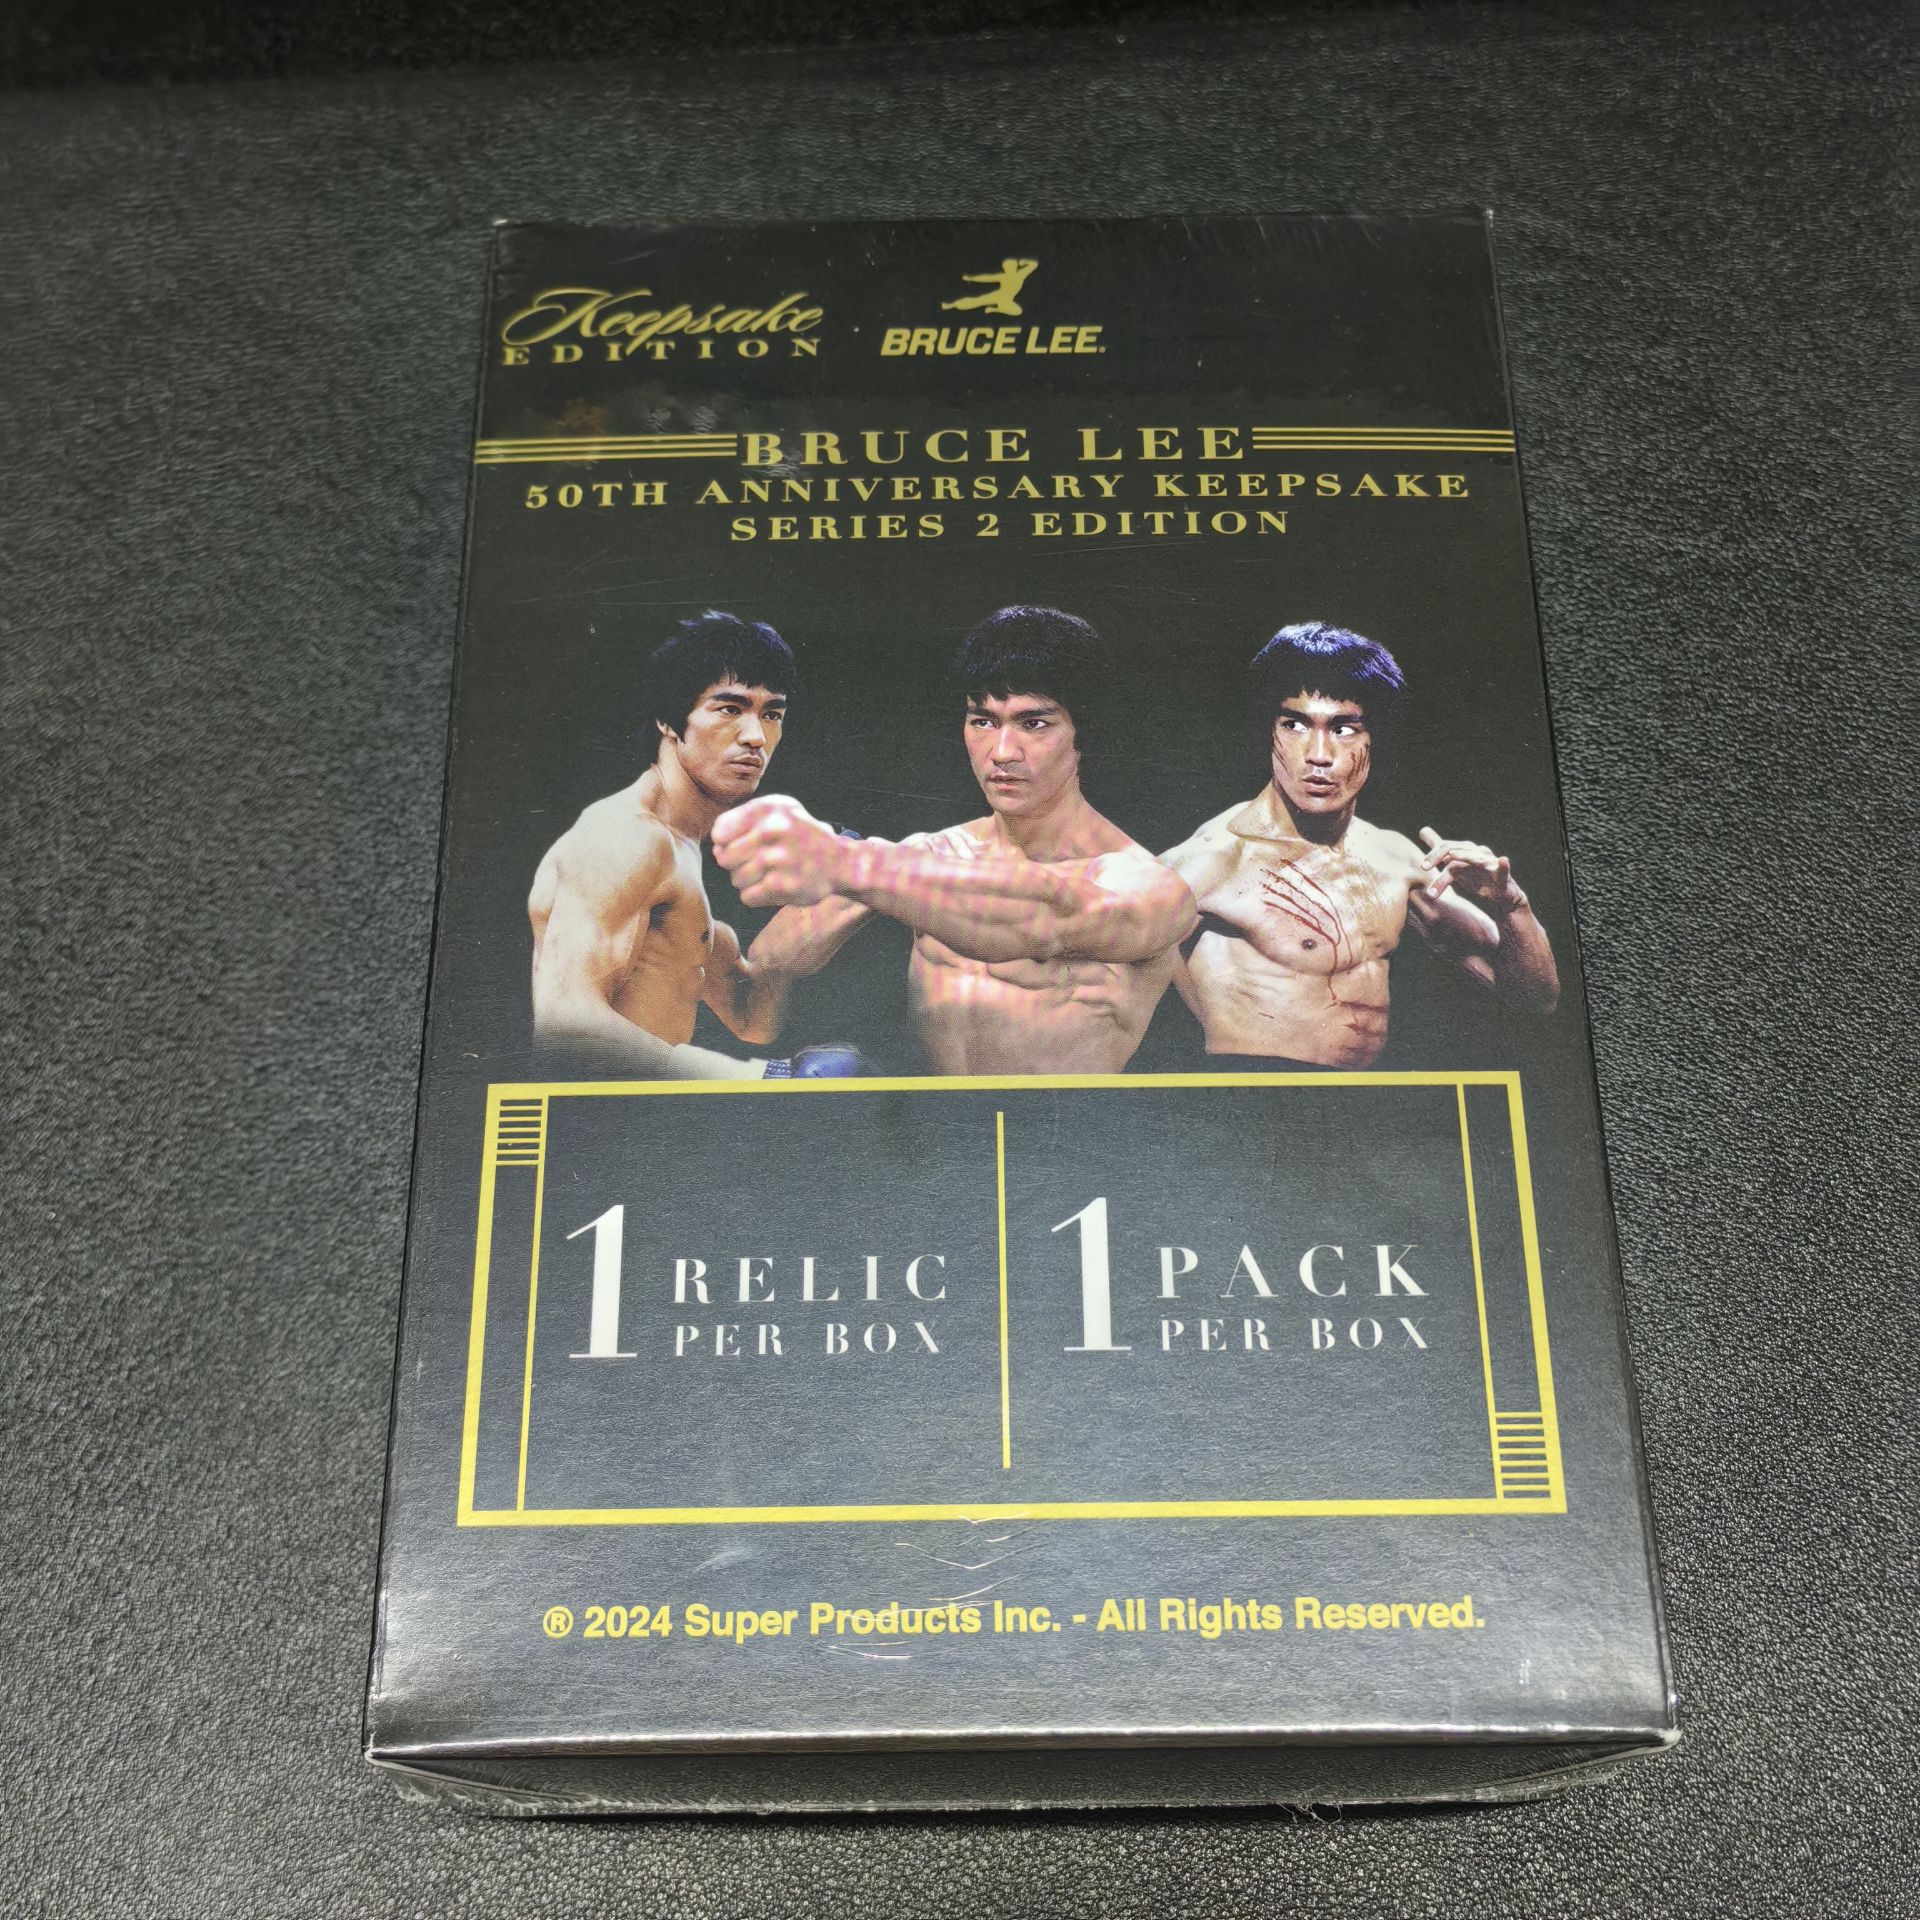 Keepsake
EDITION
BRUCE LEE®
BRUCE LEE
50TH ANNIVERSARY KEEPSAKE
SERIES 2 EDITION
1 RELIC
PER BOX
1 PACK
PER BOX
® 2024 Super Products Inc. - All Rights Reserved.